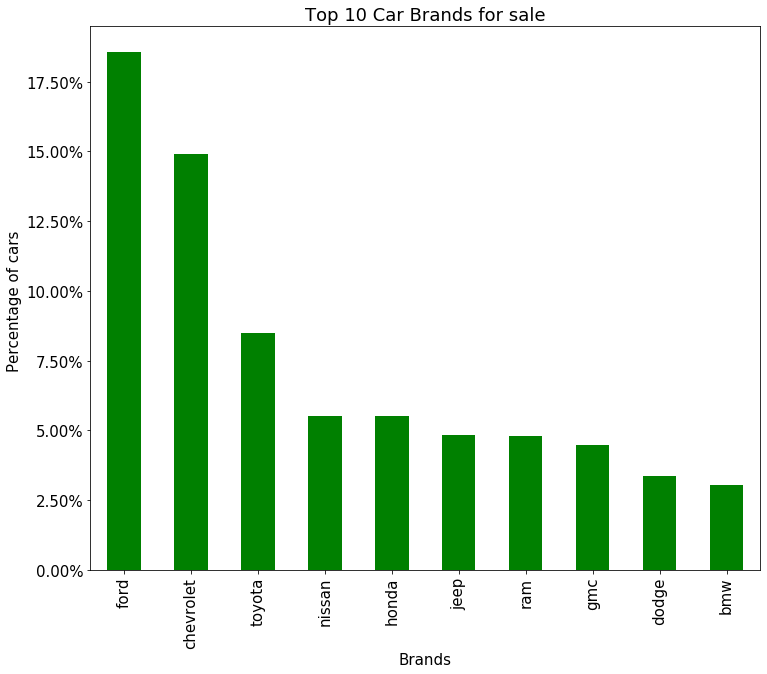 Top 10 Car Brands for sale
Percentage of cars
17.50%
15.00%
12.50%
10.00%
7.50%
5.00%
2.50%
0.00%
ford
chevrolet
toyota
nissan
honda
jeep
ram
gmc
dodge
bmw
Brands